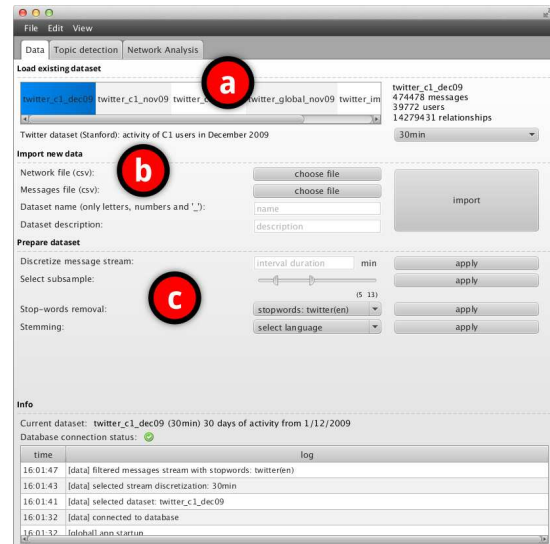 File Edit View
Data Topic detection Network Analysis
Load existing dataset
a
twitter_c1_dec09 twitter_c1_nov09 twitter_c twitter_global_nov09 twitter_im
twitter_c1_dec09
474478 messages
39772 users
14279431 relationships
Twitter dataset (Stanford): activity of C1 users in December 2009
30min
Import new data
b
Network file (csv): choose file
Messages file (csv): choose file
import
Dataset name (only letters, numbers and '_'): name
Dataset description: description
Prepare dataset
Discretize message stream: interval duration min apply
Select subsample: apply
(5 13)
c
Stop-words removal: stopwords: twitter(en) apply
Stemming: select language apply
Info
Current dataset: twitter_c1_dec09 (30min) 30 days of activity from 1/12/2009
Database connection status:
time log
16:01:47 [data] filtered messages stream with stopwords: twitter(en)
16:01:43 [data] selected stream discretization: 30min
16:01:41 [data] selected dataset: twitter_c1_dec09
16:01:32 [data] connected to database
16:01:32 [global] app startup